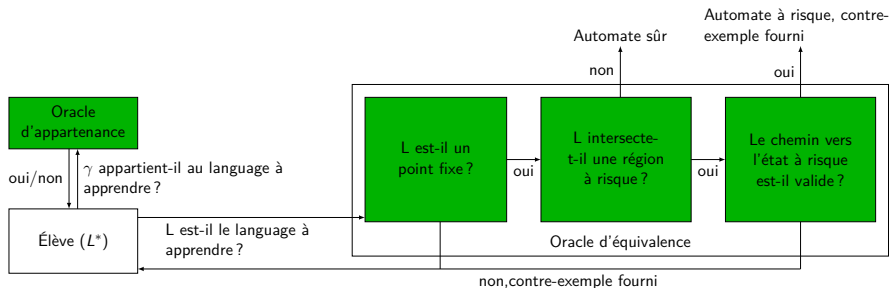 Automate à risque, contre-
exemple fourni
Automate sûr
non
oui
Oracle
d'appartenance
L est-il un
point fixe ?
L intersecte-
t-il une région
à risque ?
Le chemin vers
l'état à risque
est-il valide ?
oui
oui
oui/non
γ appartient-il au language à
apprendre ?
Élève (L*)
L est-il le language à
apprendre ?
Oracle d'équivalence
non,contre-exemple fourni